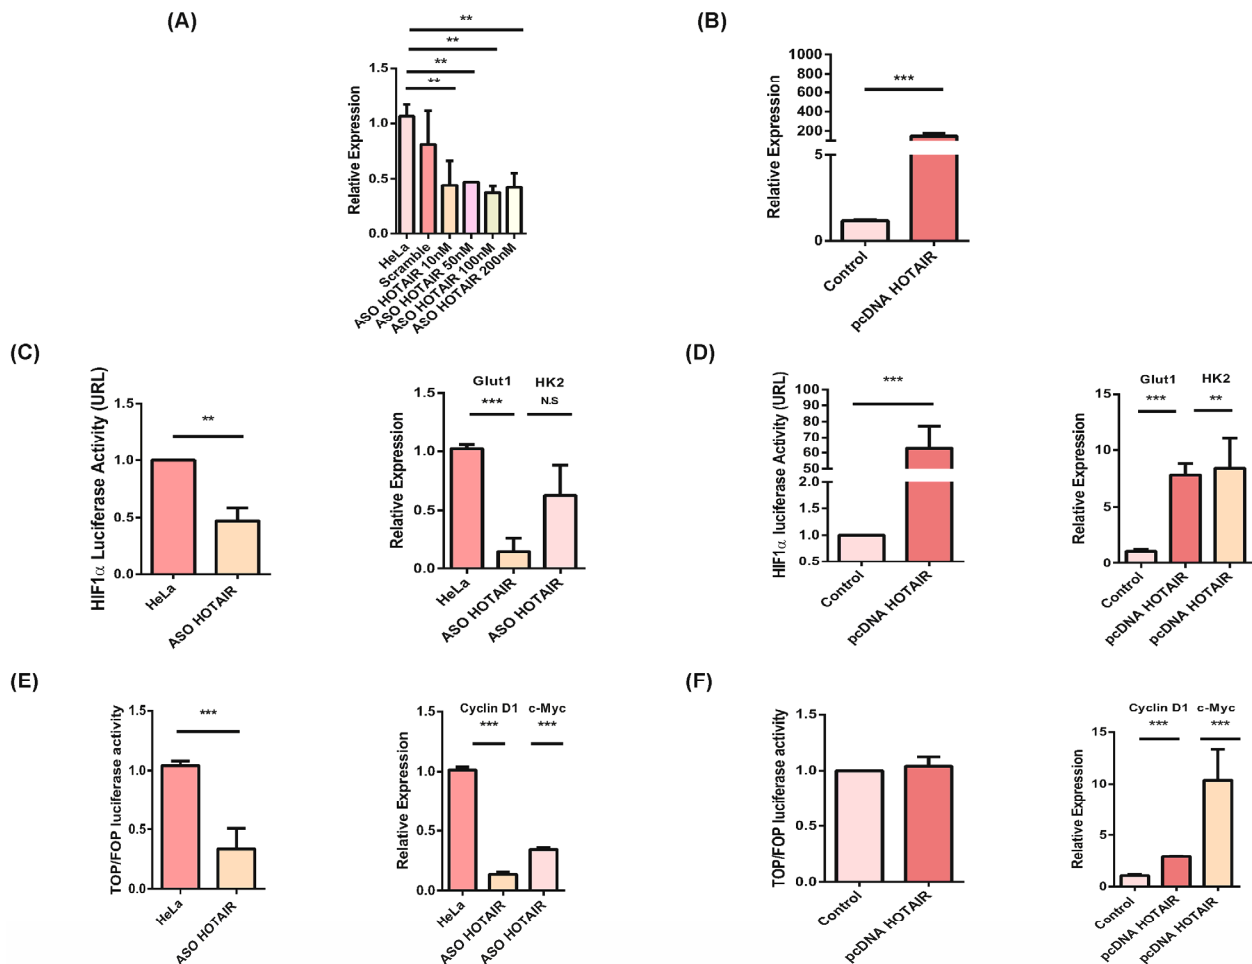 (A)
**
**
**
**
Relative Expression
1.5
1.0
0.5
0.0
HeLa
Scramble
ASO HOTAIR 10nM
ASO HOTAIR 50nM
ASO HOTAIR 100nM
ASO HOTAIR 200nM
(B)
***
Relative Expression
1000
800
600
400
200
5
0
Control
pcDNA HOTAIR
(C)
**
HIF1α Luciferase Activity (URL)
1.5
1.0
0.5
0.0
HeLa
ASO HOTAIR
Glut1 HK2
*** N.S
Relative Expression
1.5
1.0
0.5
0.0
HeLa
ASO HOTAIR
ASO HOTAIR
(D)
***
HIF1α luciferase Activity (URL)
100
90
80
70
60
50
2.0
1.5
1.0
0.5
Control
pcDNA HOTAIR
Glut1 HK2
*** **
Relative Expression
15
10
5
0
Control
pcDNA HOTAIR
pcDNA HOTAIR
(E)
***
TOP/FOP luciferase activity
1.5
1.0
0.5
0.0
HeLa
ASO HOTAIR
Cyclin D1 c-Myc
*** ***
Relative Expression
1.5
1.0
0.5
0.0
HeLa
ASO HOTAIR
ASO HOTAIR
(F)
TOP/FOP luciferase activity
1.5
1.0
0.5
0.0
Control
pcDNA HOTAIR
Cyclin D1 c-Myc
*** ***
Relative Expression
15
10
5
0
Control
pcDNA HOTAIR
pcDNA HOTAIR